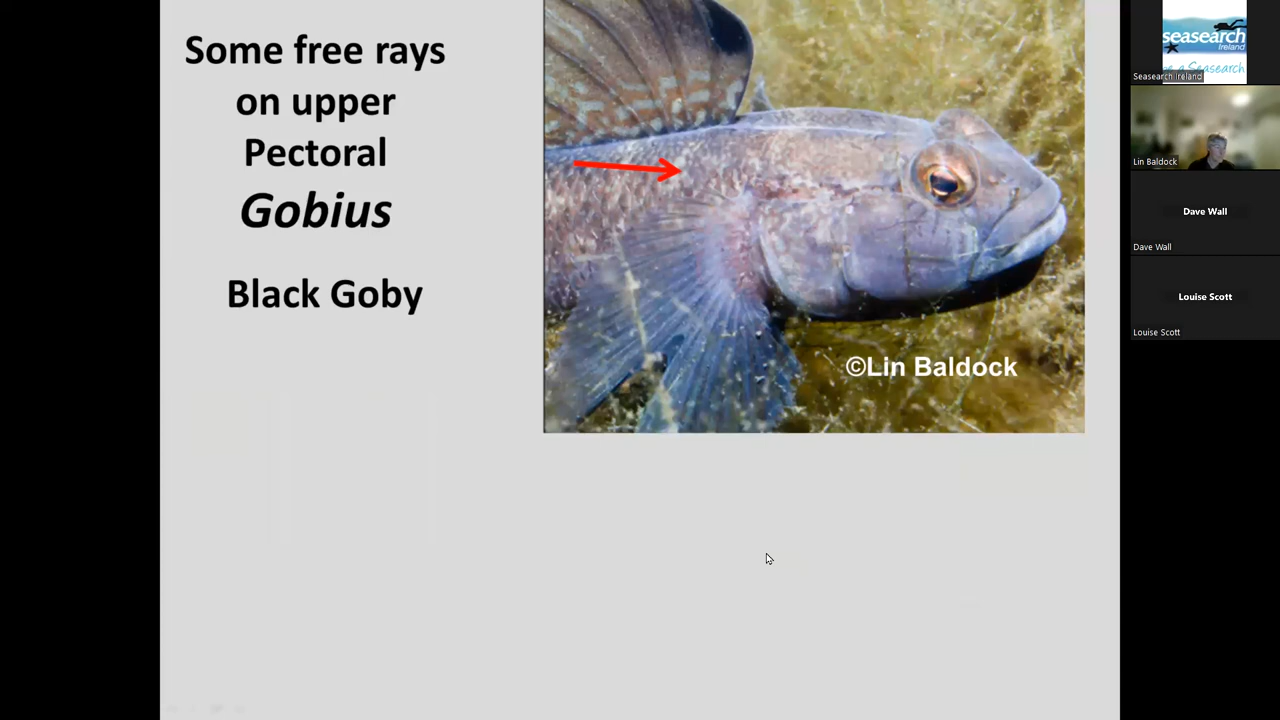 Some free rays
on upper
Pectoral
Gobius
Black Goby
©Lin Baldock
seasearch
Ireland
e a Seasearch
Seasearch Ireland
Lin Baldock
Dave Wall
Dave Wall
Louise Scott
Louise Scott